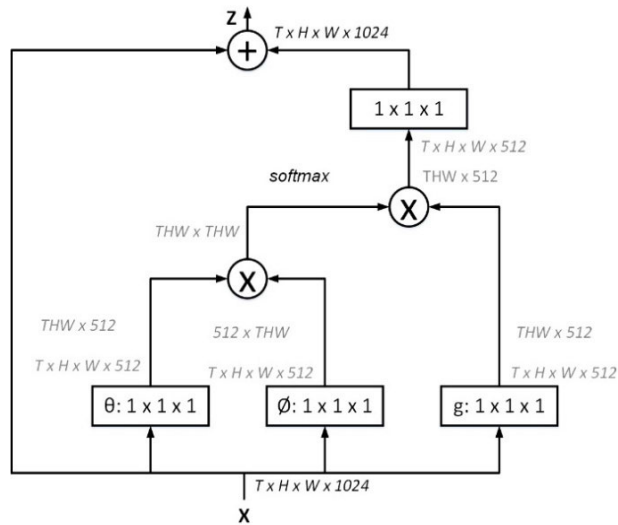 Z
T x H x W x 1024
+
1 x 1 x 1
T x H x W x 512
softmax
THW x 512
X
THW x THW
X
THW x 512
512 x THW
THW x 512
T x H x W x 512
T x H x W x 512
T x H x W x 512
θ: 1 x 1 x 1
Ø: 1 x 1 x 1
g: 1 x 1 x 1
T x H x W x 1024
X